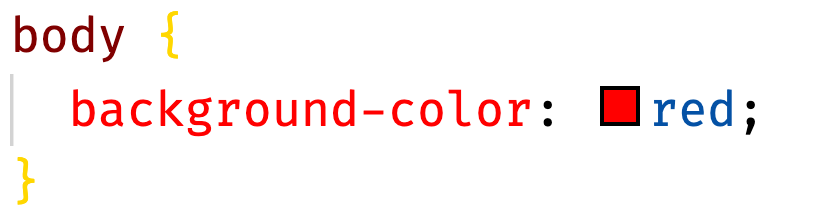 body {
  background-color: red;
}